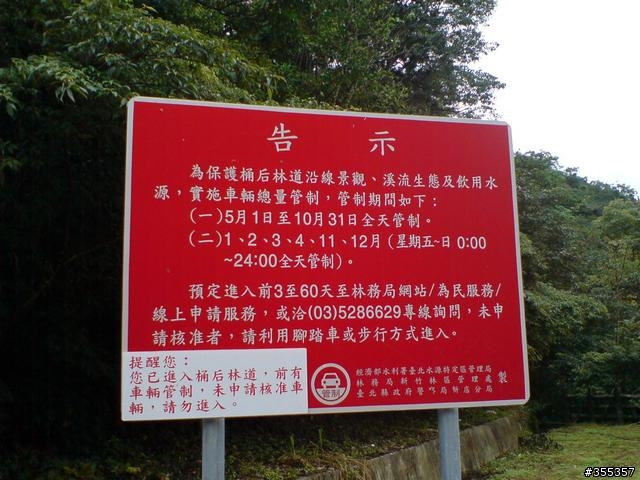 告 示
為保護桶后林道沿線景觀、溪流生態及飲用水
源，實施車輛總量管制，管制期間如下：
(一)5月1日至10月31日全天管制。
(二)1、2、3、4、11、12月（星期五~日 0:00
~24:00全天管制）。
預定進入前3至60天至林務局網站/為民服務/
線上申請服務，或洽(03)5286629專線詢問，未申
請核准者，請利用腳踏車或步行方式進入。
提醒您：
您已進入桶后林道，前有
車輛管制，未申請核准車
輛，請勿進入。
管制
經濟部水利署臺北水源特定區管理局
林務局新竹林區管理處 製
臺北縣政府警 局新店分局
#355357